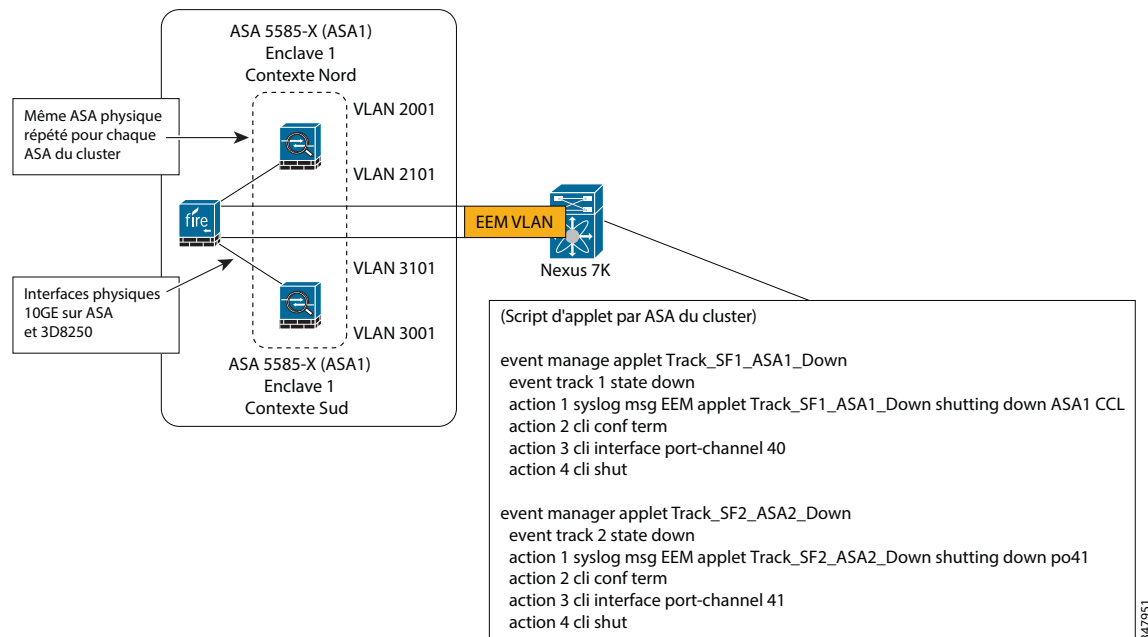 ASA 5585-X (ASA1)
Enclave 1
Contexte Nord
Même ASA physique
répété pour chaque
ASA du cluster
VLAN 2001
VLAN 2101
fire
EEM VLAN
Nexus 7K
VLAN 3101
VLAN 3001
Interfaces physiques
10GE sur ASA
et 3D8250
ASA 5585-X (ASA1)
Enclave 1
Contexte Sud
(Script d'applet par ASA du cluster)
event manage applet Track_SF1_ASA1_Down
event track 1 state down
action 1 syslog msg EEM applet Track_SF1_ASA1_Down shutting down ASA1 CCL
action 2 cli conf term
action 3 cli interface port-channel 40
action 4 cli shut
event manager applet Track_SF2_ASA2_Down
event track 2 state down
action 1 syslog msg EEM applet Track_SF2_ASA2_Down shutting down po41
action 2 cli conf term
action 3 cli interface port-channel 41
action 4 cli shut